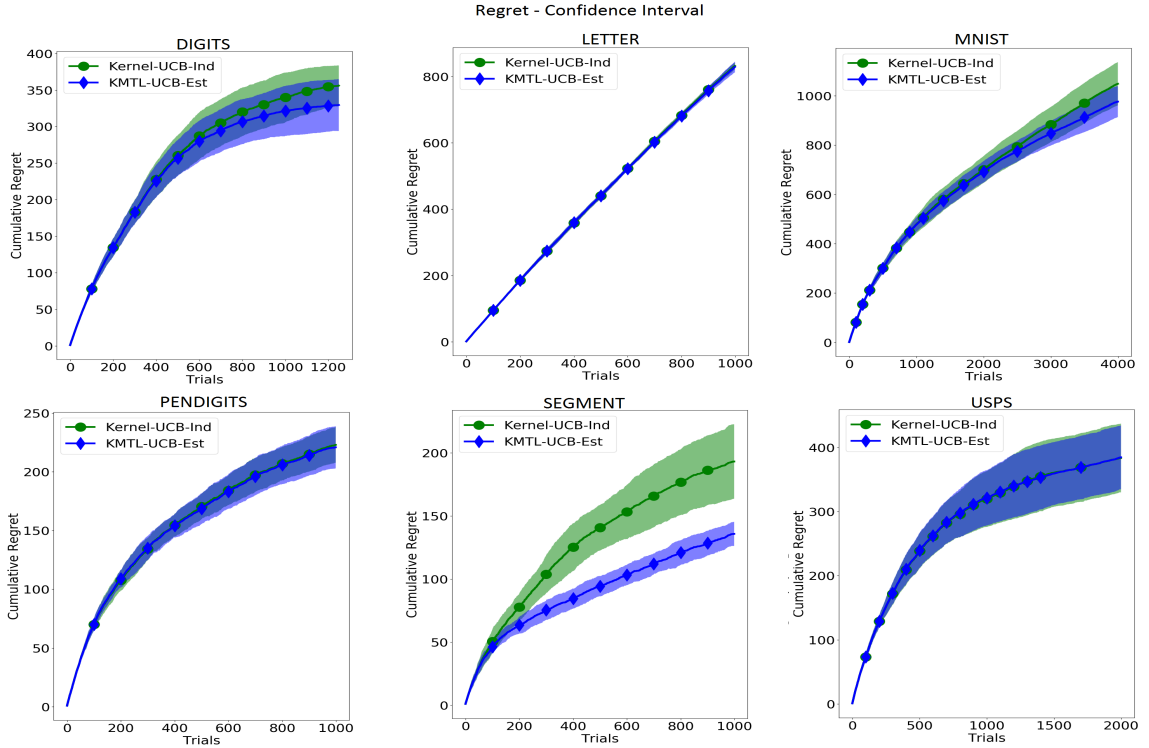 Regret - Confidence Interval
DIGITS
Kernel-UCB-Ind
KMTL-UCB-Est
Cumulative Regret
400
350
300
250
200
150
100
50
0
0 200 400 600 800 1000 1200
Trials
LETTER
Kernel-UCB-Ind
KMTL-UCB-Est
Cumulative Regret
800
600
400
200
0
0 200 400 600 800 1000
Trials
MNIST
Kernel-UCB-Ind
KMTL-UCB-Est
Cumulative Regret
1000
800
600
400
200
0
0 1000 2000 3000 4000
Trials
PENDIGITS
Kernel-UCB-Ind
KMTL-UCB-Est
Cumulative Regret
250
200
150
100
50
0
0 200 400 600 800 1000
Trials
SEGMENT
Kernel-UCB-Ind
KMTL-UCB-Est
Cumulative Regret
200
150
100
50
0
0 200 400 600 800 1000
Trials
USPS
Kernel-UCB-Ind
KMTL-UCB-Est
Cumulative Regret
400
300
200
100
0
0 500 1000 1500 2000
Trials